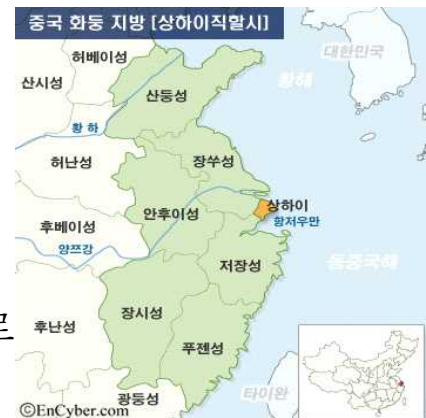 중국 화동 지방 [상하이직할시]
허베이성
대한민국
산시성
황해
산둥성
황 하
허난성
장쑤성
안후이성
상하이
항저우만
후베이성
양쯔강
저장성
동중국해
장시성
후난성
푸젠성
광둥성
타이완
©EnCyber.com